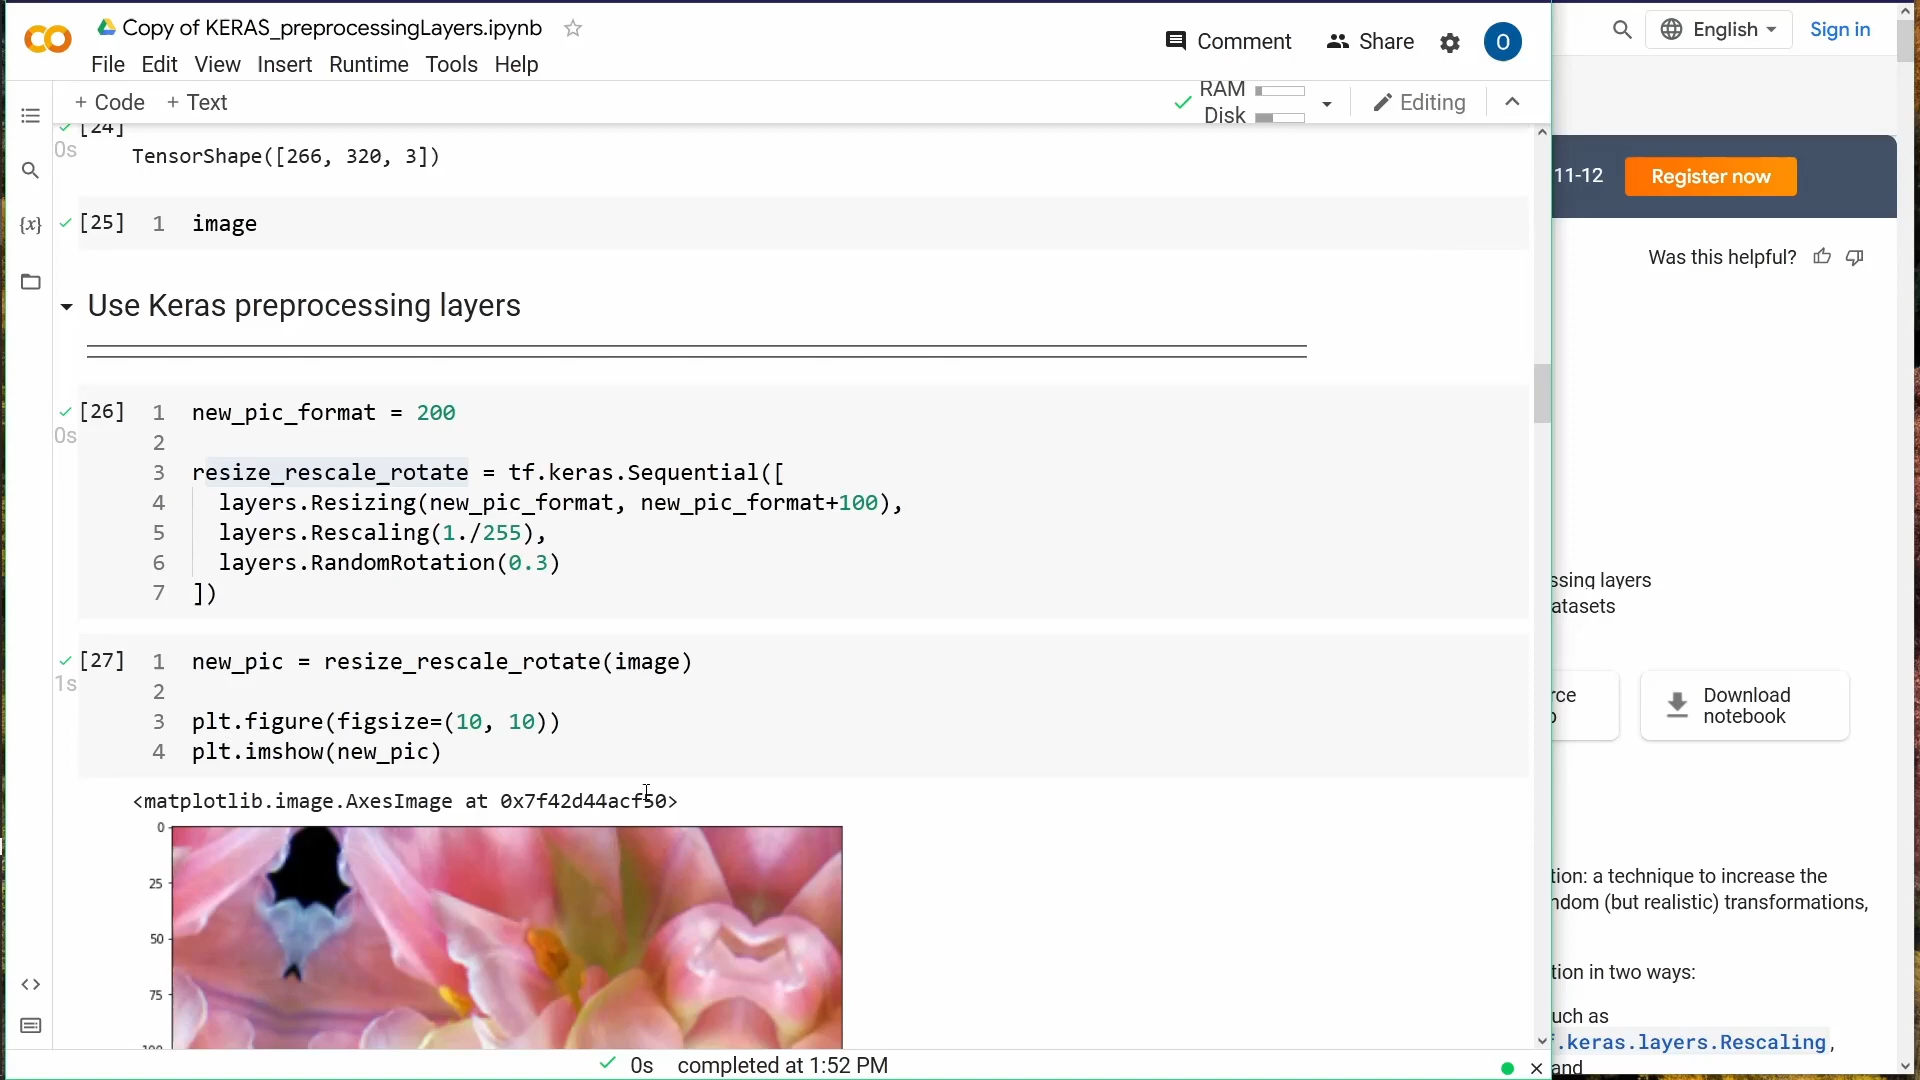 Copy of KERAS_preprocessingLayers.ipynb
Comment
Share
O
English
Sign in
File Edit View Insert Runtime Tools Help
+ Code + Text
RAM
Disk
Editing
[24]
0s
TensorShape([266, 320, 3])
[25] 1 image
{x}
11-12
Register now
Was this helpful?
Use Keras preprocessing layers
[26]
0s
1 new_pic_format = 200
2
3 resize_rescale_rotate = tf.keras.Sequential([
4 layers.Resizing(new_pic_format, new_pic_format+100),
5 layers.Rescaling(1./255),
6 layers.RandomRotation(0.3)
7 ])
[27]
1s
1 new_pic = resize_rescale_rotate(image)
2
3 plt.figure(figsize=(10, 10))
4 plt.imshow(new_pic)
<matplotlib.image.AxesImage at 0x7f42d44acf50>
0
25
50
75
100
ssing layers
atasets
rce
Download
notebook
tion: a technique to increase the
ndom (but realistic) transformations,
tion in two ways:
uch as
f.keras.layers.Rescaling,
and
0s completed at 1:52 PM